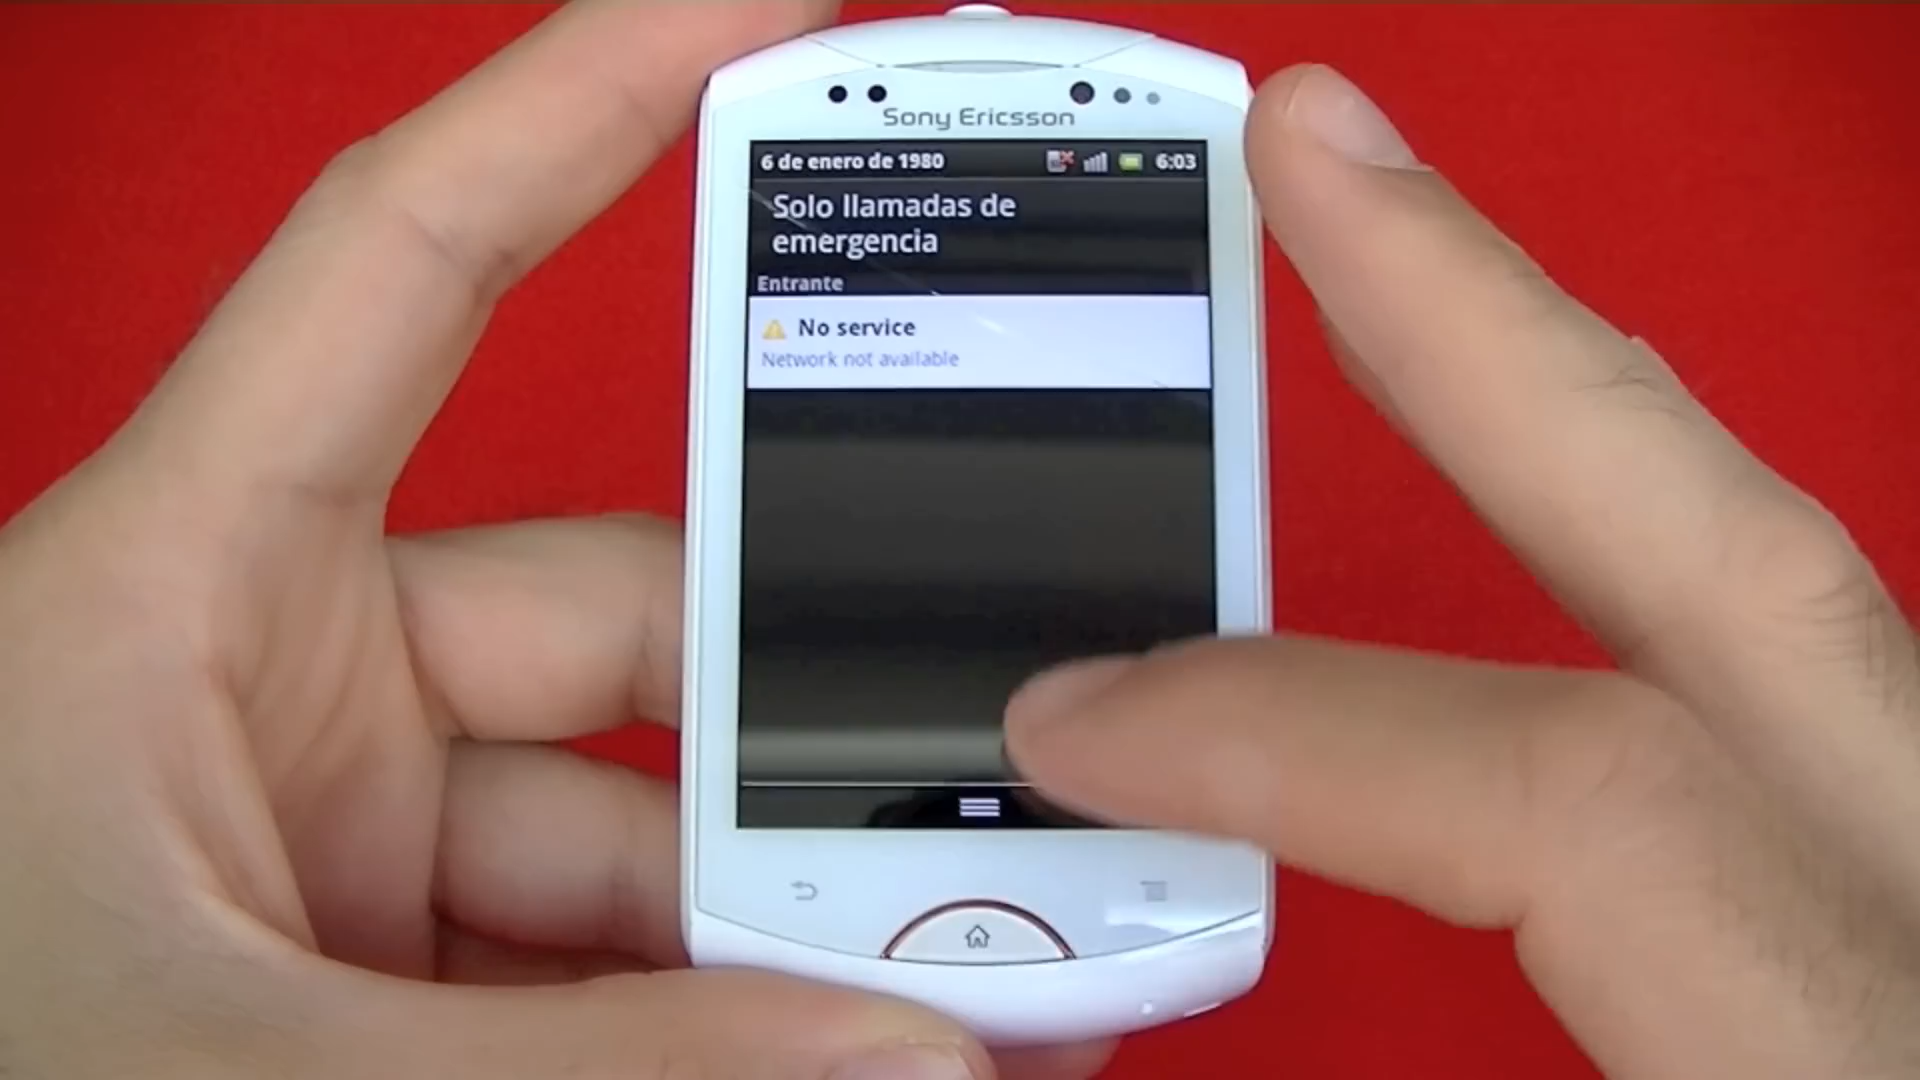 Sony Ericsson
6 de enero de 1980 6:03
Solo llamadas de
emergencia
Entrante
No service
Network not available